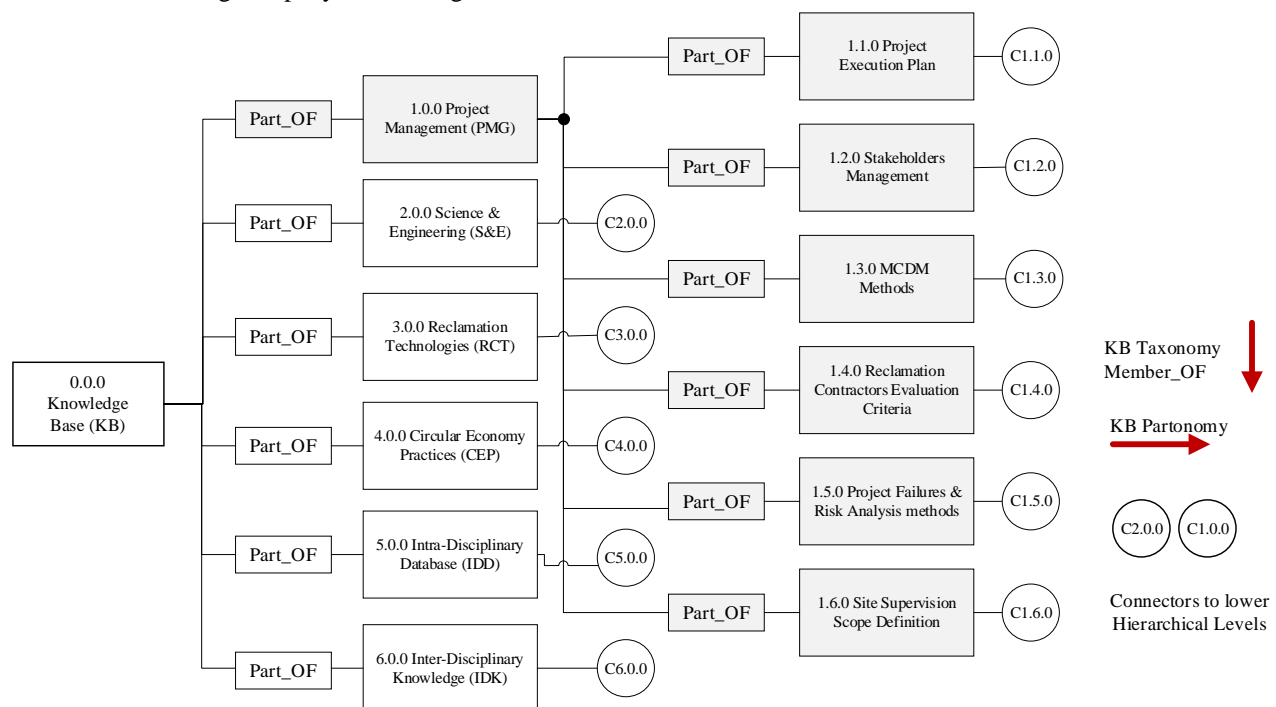 Part_OF
1.1.0 Project
Execution Plan
C1.1.0
Part_OF
1.0.0 Project
Management (PMG)
Part_OF
1.2.0 Stakeholders
Management
C1.2.0
Part_OF
2.0.0 Science &
Engineering (S&E)
C2.0.0
Part_OF
1.3.0 MCDM
Methods
C1.3.0
Part_OF
3.0.0 Reclamation
Technologies (RCT)
C3.0.0
0.0.0
Knowledge
Base (KB)
Part_OF
1.4.0 Reclamation
Contractors Evaluation
Criteria
C1.4.0
KB Taxonomy
Member_OF
KB Partonomy
Part_OF
4.0.0 Circular Economy
Practices (CEP)
C4.0.0
Part_OF
1.5.0 Project Failures &
Risk Analysis methods
C1.5.0
C2.0.0
C1.0.0
Part_OF
5.0.0 Intra-Disciplinary
Database (IDD)
C5.0.0
Part_OF
1.6.0 Site Supervision
Scope Definition
C1.6.0
Connectors to lower
Hierarchical Levels
Part_OF
6.0.0 Inter-Disciplinary
Knowledge (IDK)
C6.0.0